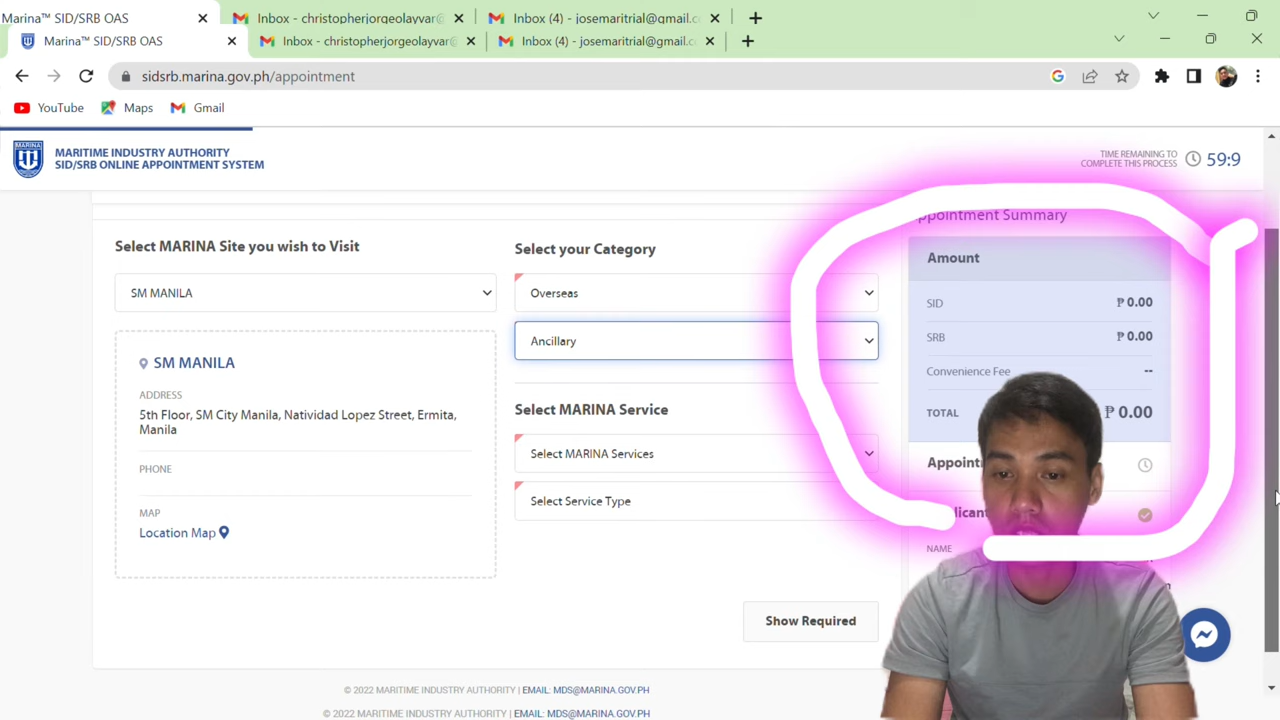 Marina™ SID/SRB OAS
Inbox - christopherjorgeolayvar@
Inbox (4) - josemaritrial@gmail.c
Marina™ SID/SRB OAS
Inbox - christopherjorgeolayvar@
Inbox (4) - josemaritrial@gmail.com
sidsrb.marina.gov.ph/appointment
YouTube
Maps
Gmail
MARITIME INDUSTRY AUTHORITY
SID/SRB ONLINE APPOINTMENT SYSTEM
TIME REMAINING TO
COMPLETE THIS PROCESS
59:9
Select MARINA Site you wish to Visit
SM MANILA
SM MANILA
ADDRESS
5th Floor, SM City Manila, Natividad Lopez Street, Ermita,
Manila
PHONE
MAP
Location Map
Select your Category
Overseas
Ancillary
Select MARINA Service
Select MARINA Services
Select Service Type
Show Required
ppointment Summary
Amount
SID ₱ 0.00
SRB ₱ 0.00
Convenience Fee --
TOTAL ₱ 0.00
NAME
© 2022 MARITIME INDUSTRY AUTHORITY | EMAIL: MDS@MARINA.GOV.PH
© 2022 MARITIME INDUSTRY AUTHORITY | EMAIL: MDS@MARINA.GOV.PH